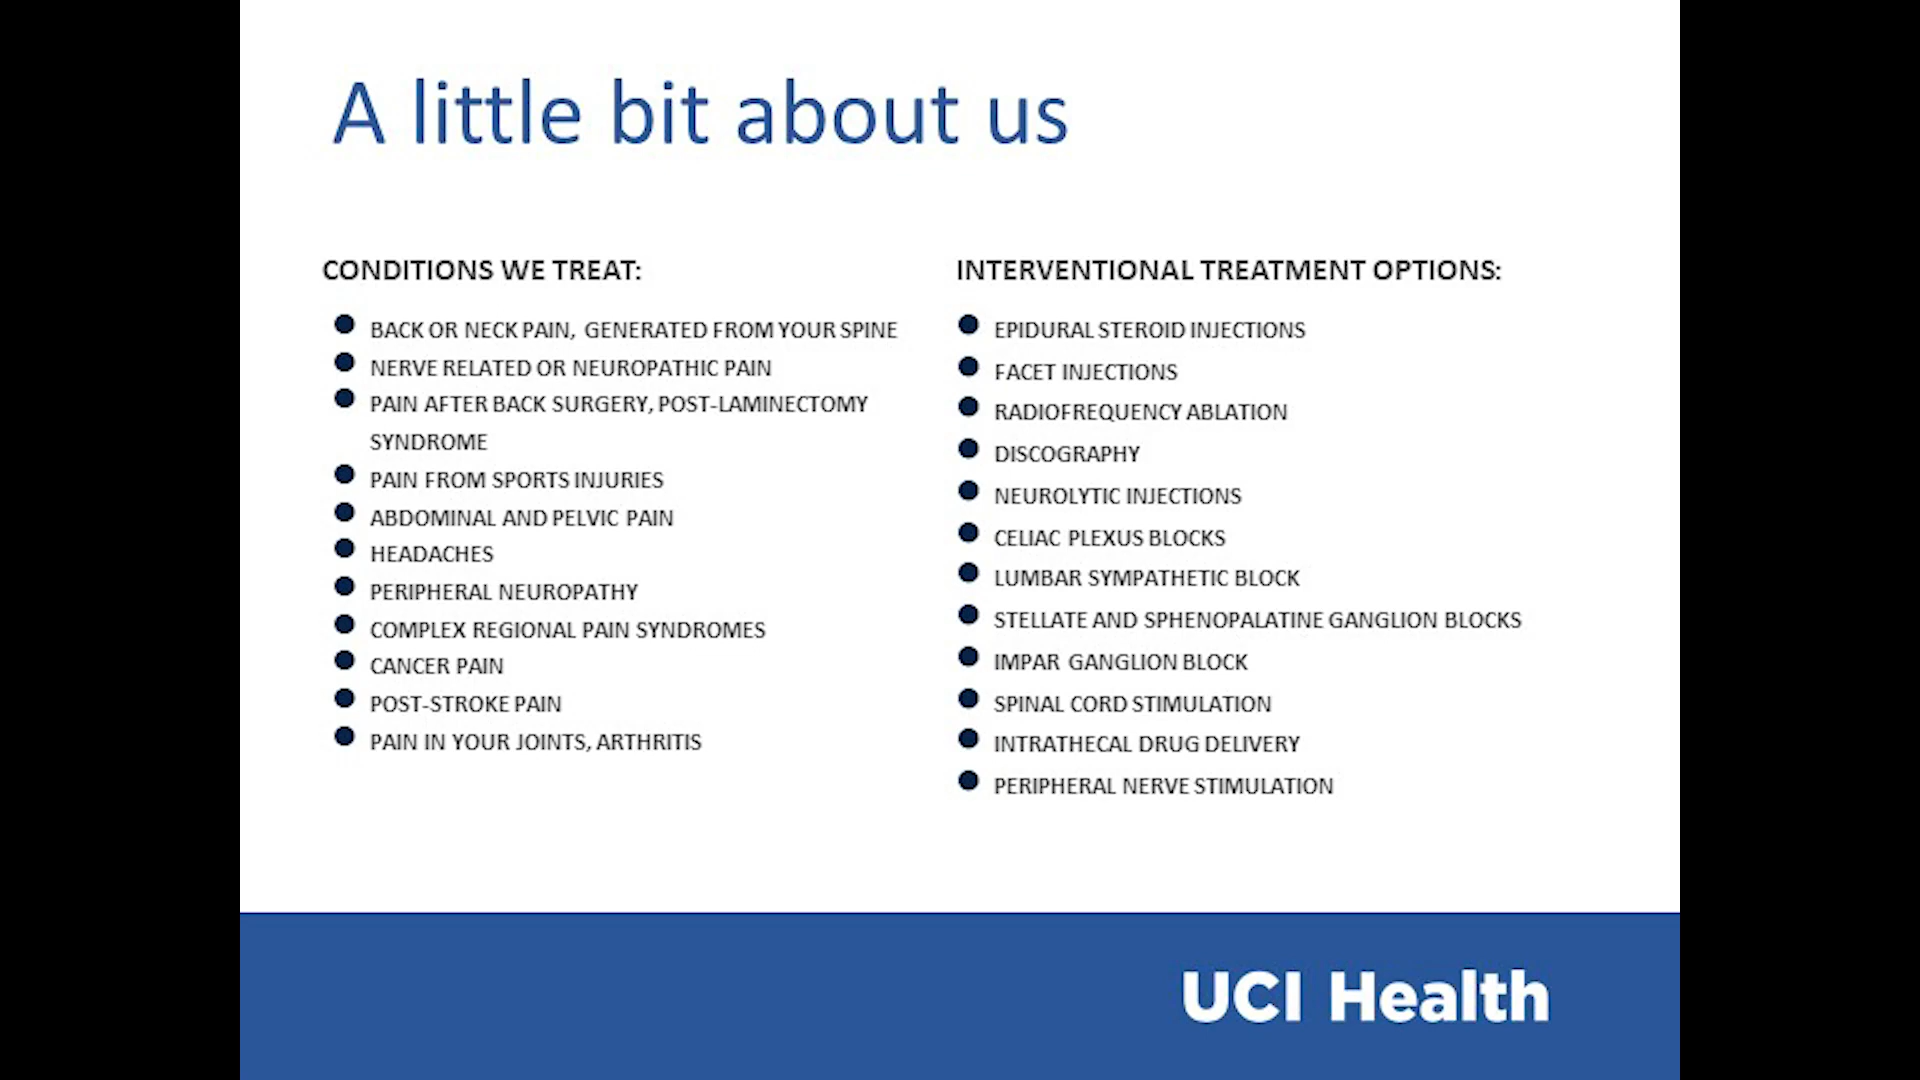 A little bit about us
CONDITIONS WE TREAT:
BACK OR NECK PAIN, GENERATED FROM YOUR SPINE
NERVE RELATED OR NEUROPATHIC PAIN
PAIN AFTER BACK SURGERY, POST-LAMINECTOMY
SYNDROME
PAIN FROM SPORTS INJURIES
ABDOMINAL AND PELVIC PAIN
HEADACHES
PERIPHERAL NEUROPATHY
COMPLEX REGIONAL PAIN SYNDROMES
CANCER PAIN
POST-STROKE PAIN
PAIN IN YOUR JOINTS, ARTHRITIS
INTERVENTIONAL TREATMENT OPTIONS:
EPIDURAL STEROID INJECTIONS
FACET INJECTIONS
RADIOFREQUENCY ABLATION
DISCOGRAPHY
NEUROLYTIC INJECTIONS
CELIAC PLEXUS BLOCKS
LUMBAR SYMPATHETIC BLOCK
STELLATE AND SPHENOPALATINE GANGLION BLOCKS
IMPAR GANGLION BLOCK
SPINAL CORD STIMULATION
INTRATHECAL DRUG DELIVERY
PERIPHERAL NERVE STIMULATION
UCI Health